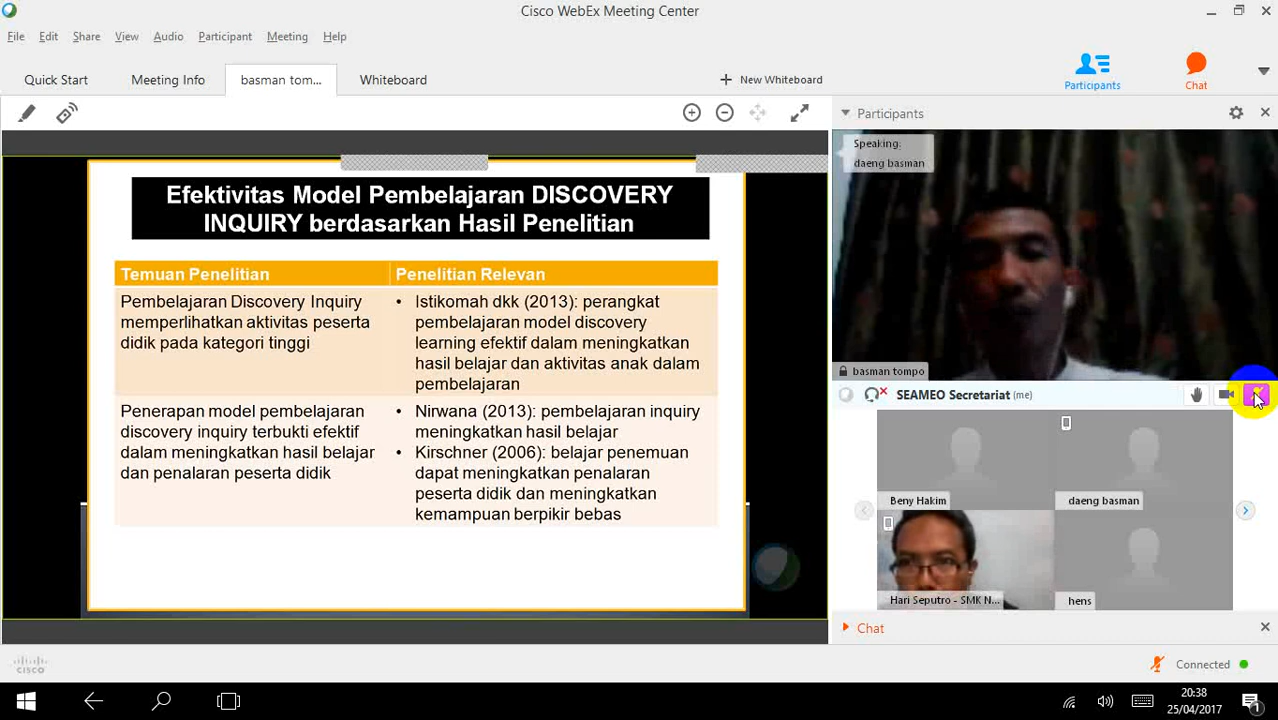 Cisco WebEx Meeting Center
File Edit Share View Audio Participant Meeting Help
Quick Start Meeting Info basman tom... Whiteboard
New Whiteboard
Participants
Chat
Participants
Speaking:
daeng basman
basman tompo
SEAMEO Secretariat (me)
Beny Hakim
daeng basman
Hari Seputro - SMK N...
hens
Chat
Efektivitas Model Pembelajaran DISCOVERY
INQUIRY berdasarkan Hasil Penelitian
Temuan Penelitian
Penelitian Relevan
Pembelajaran Discovery Inquiry
memperlihatkan aktivitas peserta
didik pada kategori tinggi
• Istikomah dkk (2013): perangkat
pembelajaran model discovery
learning efektif dalam meningkatkan
hasil belajar dan aktivitas anak dalam
pembelajaran
Penerapan model pembelajaran
discovery inquiry terbukti efektif
dalam meningkatkan hasil belajar
dan penalaran peserta didik
• Nirwana (2013): pembelajaran inquiry
meningkatkan hasil belajar
• Kirschner (2006): belajar penemuan
dapat meningkatkan penalaran
peserta didik dan meningkatkan
kemampuan berpikir bebas
cisco
Connected
20:38
25/04/2017
1